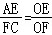 AE/FC = OE/OF